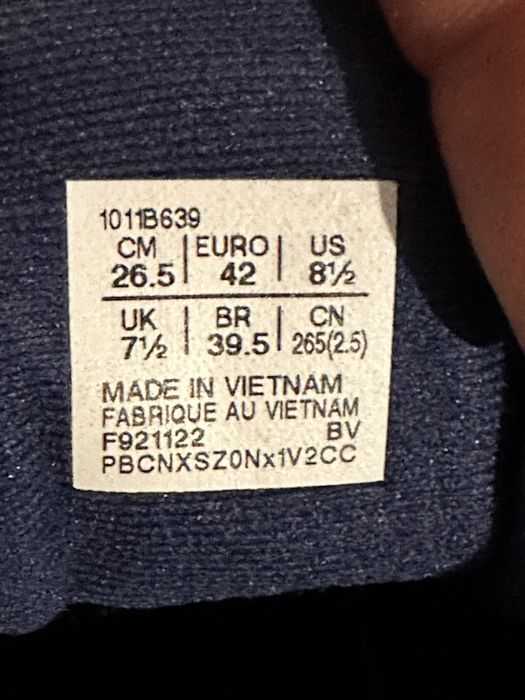 1011B639
CM | EURO | US
26.5 | 42 | 8½
UK | BR | CN
7½ | 39.5 | 265(2.5)
MADE IN VIETNAM
FABRIQUE AU VIETNAM
F921122 BV
PBCNXSZ0Nx1V2CC